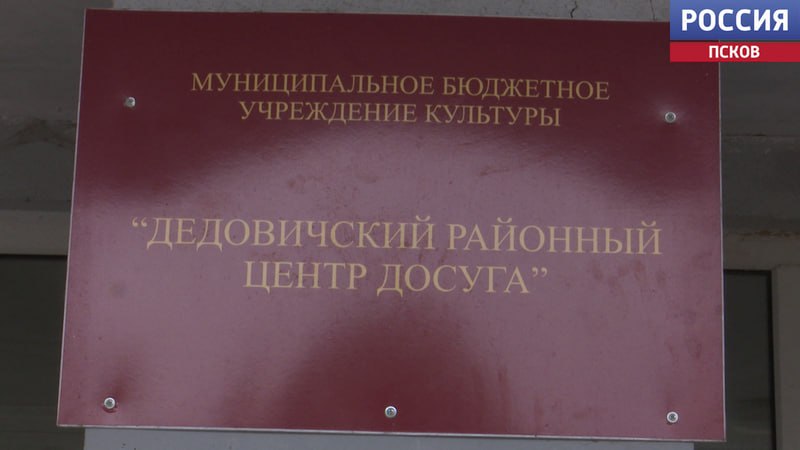 РОССИЯ
ПСКОВ
МУНИЦИПАЛЬНОЕ БЮДЖЕТНОЕ
УЧРЕЖДЕНИЕ КУЛЬТУРЫ
“ДЕДОВИЧСКИЙ РАЙОННЫЙ
ЦЕНТР ДОСУГА”